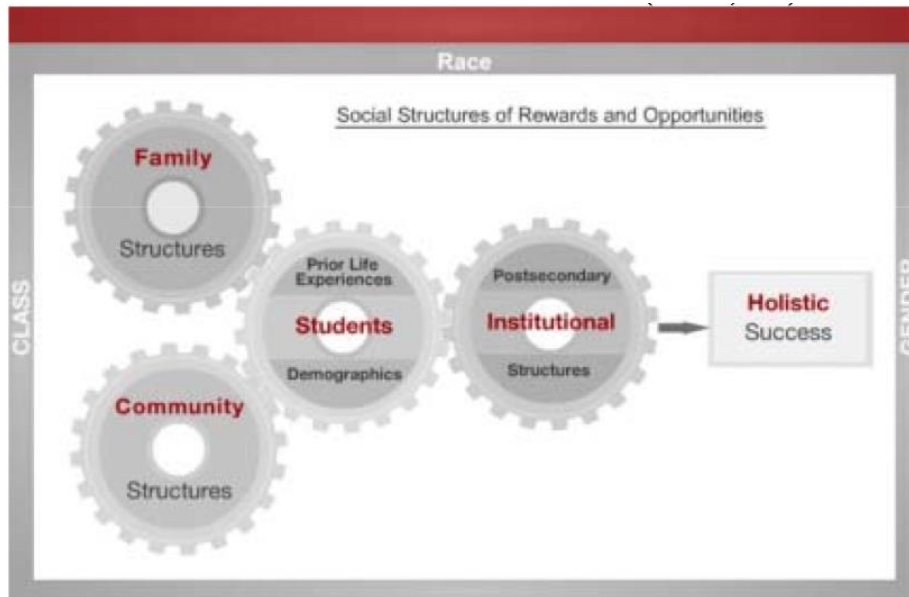 Race
Social Structures of Rewards and Opportunities
CLASS
GENDER
Family
Structures
Prior Life
Experiences
Students
Demographics
Postsecondary
Institutional
Structures
Holistic
Success
Community
Structures